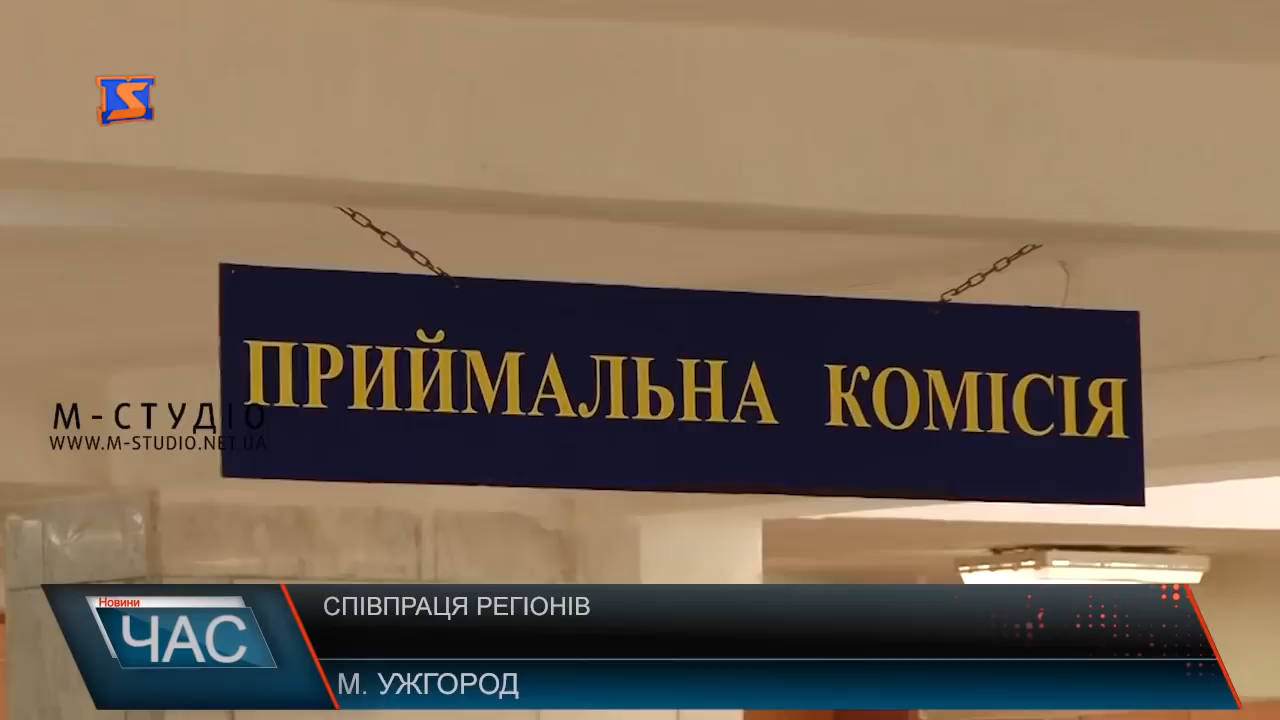 ПРИЙМАЛЬНА КОМІСІЯ
М-СТУДІО
WWW.M-STUDIO.NET.UA
Новини
ЧАС
СПІВПРАЦЯ РЕГІОНІВ
М. УЖГОРОД